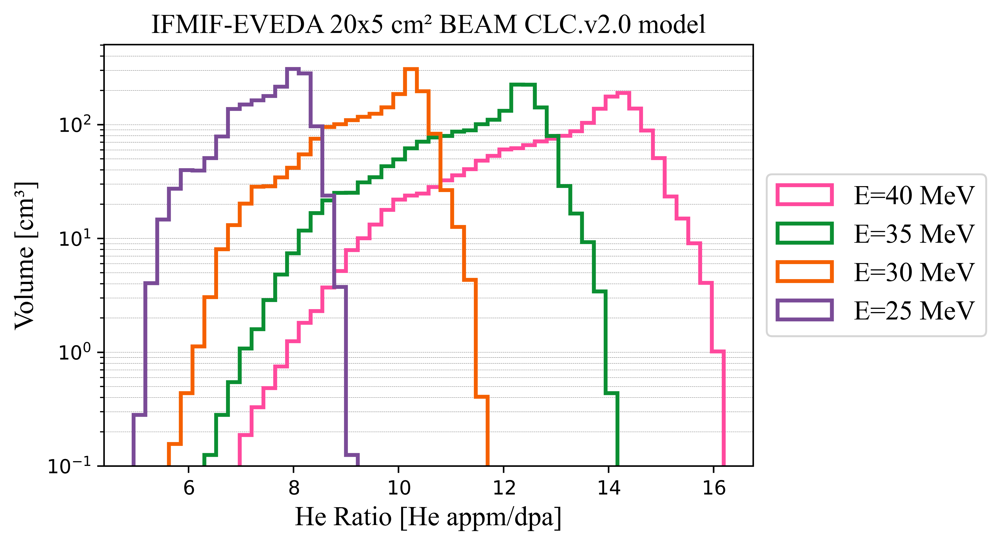 IFMIF-EVEDA 20x5 cm² BEAM CLC.v2.0 model
Volume [cm³]
10²
10¹
10⁰
10⁻¹
6 8 10 12 14 16
He Ratio [He appm/dpa]
E=40 MeV
E=35 MeV
E=30 MeV
E=25 MeV